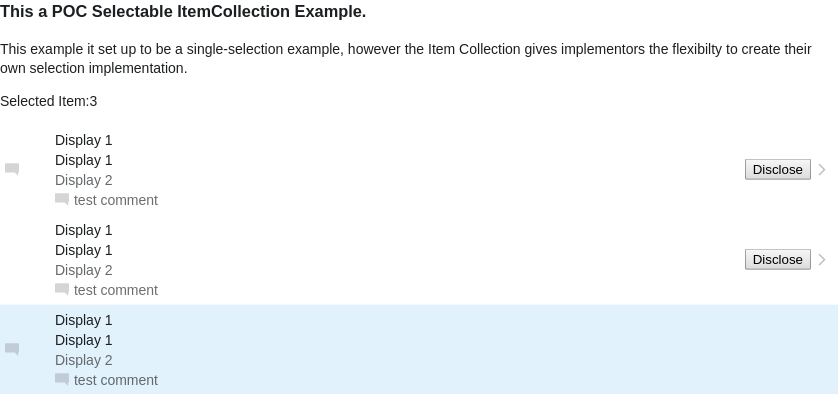 This a POC Selectable ItemCollection Example.
This example it set up to be a single-selection example, however the Item Collection gives implementors the flexibilty to create their
own selection implementation.
Selected Item:3
Display 1
Display 1
Disclose
Display 2
test comment
Display 1
Display 1
Disclose
Display 2
test comment
Display 1
Display 1
Display 2
test comment